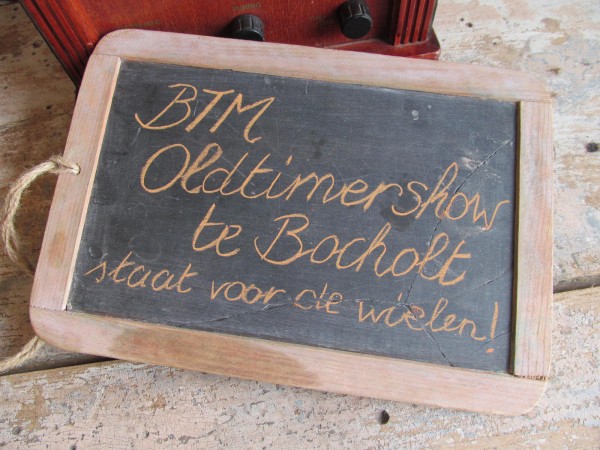 BTM
Oldtimershow
te Bocholt
staat voor de wielen!